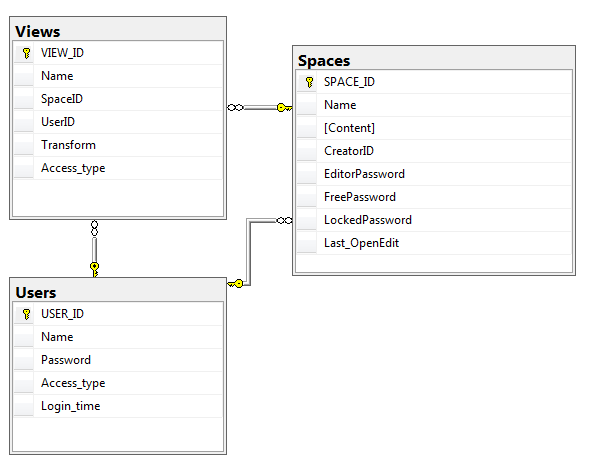 Views
VIEW_ID
Name
SpaceID
UserID
Transform
Access_type
Spaces
SPACE_ID
Name
[Content]
CreatorID
EditorPassword
FreePassword
LockedPassword
Last_OpenEdit
Users
USER_ID
Name
Password
Access_type
Login_time